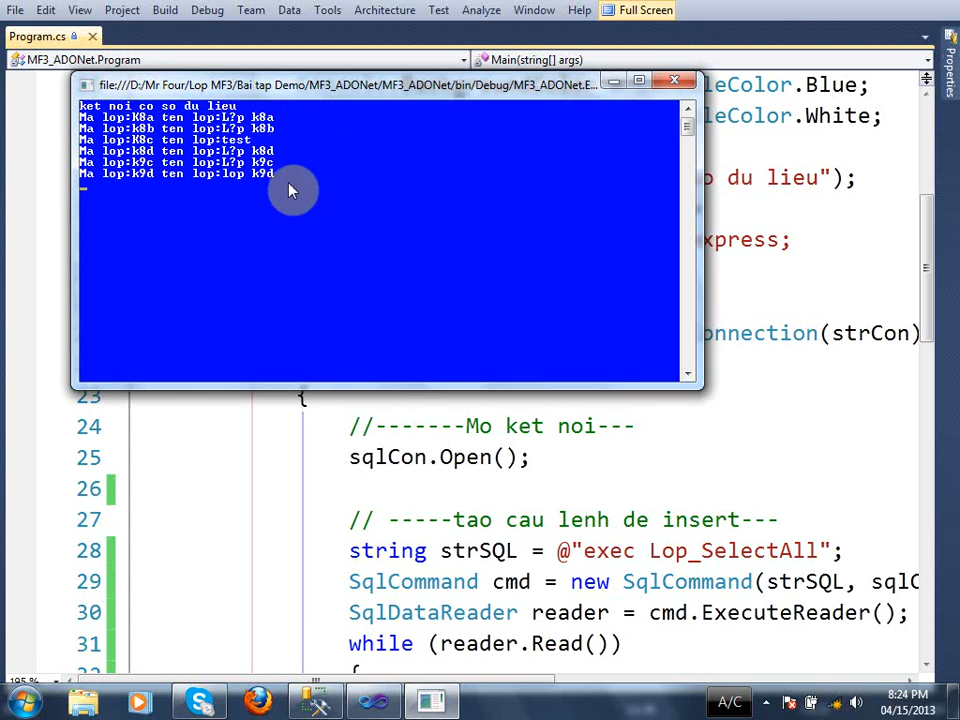 File Edit View Project Build Debug Team Data Tools Architecture Test Analyze Window Help Full Screen
Program.cs
MF3_ADONet.Program Main(string[] args)
Properties
file:///D:/Mr Four/Lop MF3/Bai tap Demo/MF3_ADONet/MF3_ADONet/bin/Debug/MF3_ADONet.E...
ket noi co so du lieu
Ma lop:K8a ten lop:L?p k8a
Ma lop:k8b ten lop:L?p k8b
Ma lop:K8c ten lop:test
Ma lop:k8d ten lop:L?p k8d
Ma lop:k9c ten lop:L?p k9c
Ma lop:k9d ten lop:lop k9d
leColor.Blue;
leColor.White;
o du lieu");
xpress;
onnection(strCon)
23 {
24 //-------Mo ket noi---
25 sqlCon.Open();
26
27 // -----tao cau lenh de insert---
28 string strSQL = @"exec Lop_SelectAll";
29 SqlCommand cmd = new SqlCommand(strSQL, sqlC
30 SqlDataReader reader = cmd.ExecuteReader();
31 while (reader.Read())
32 {
195 %
A/C
8:24 PM
04/15/2013